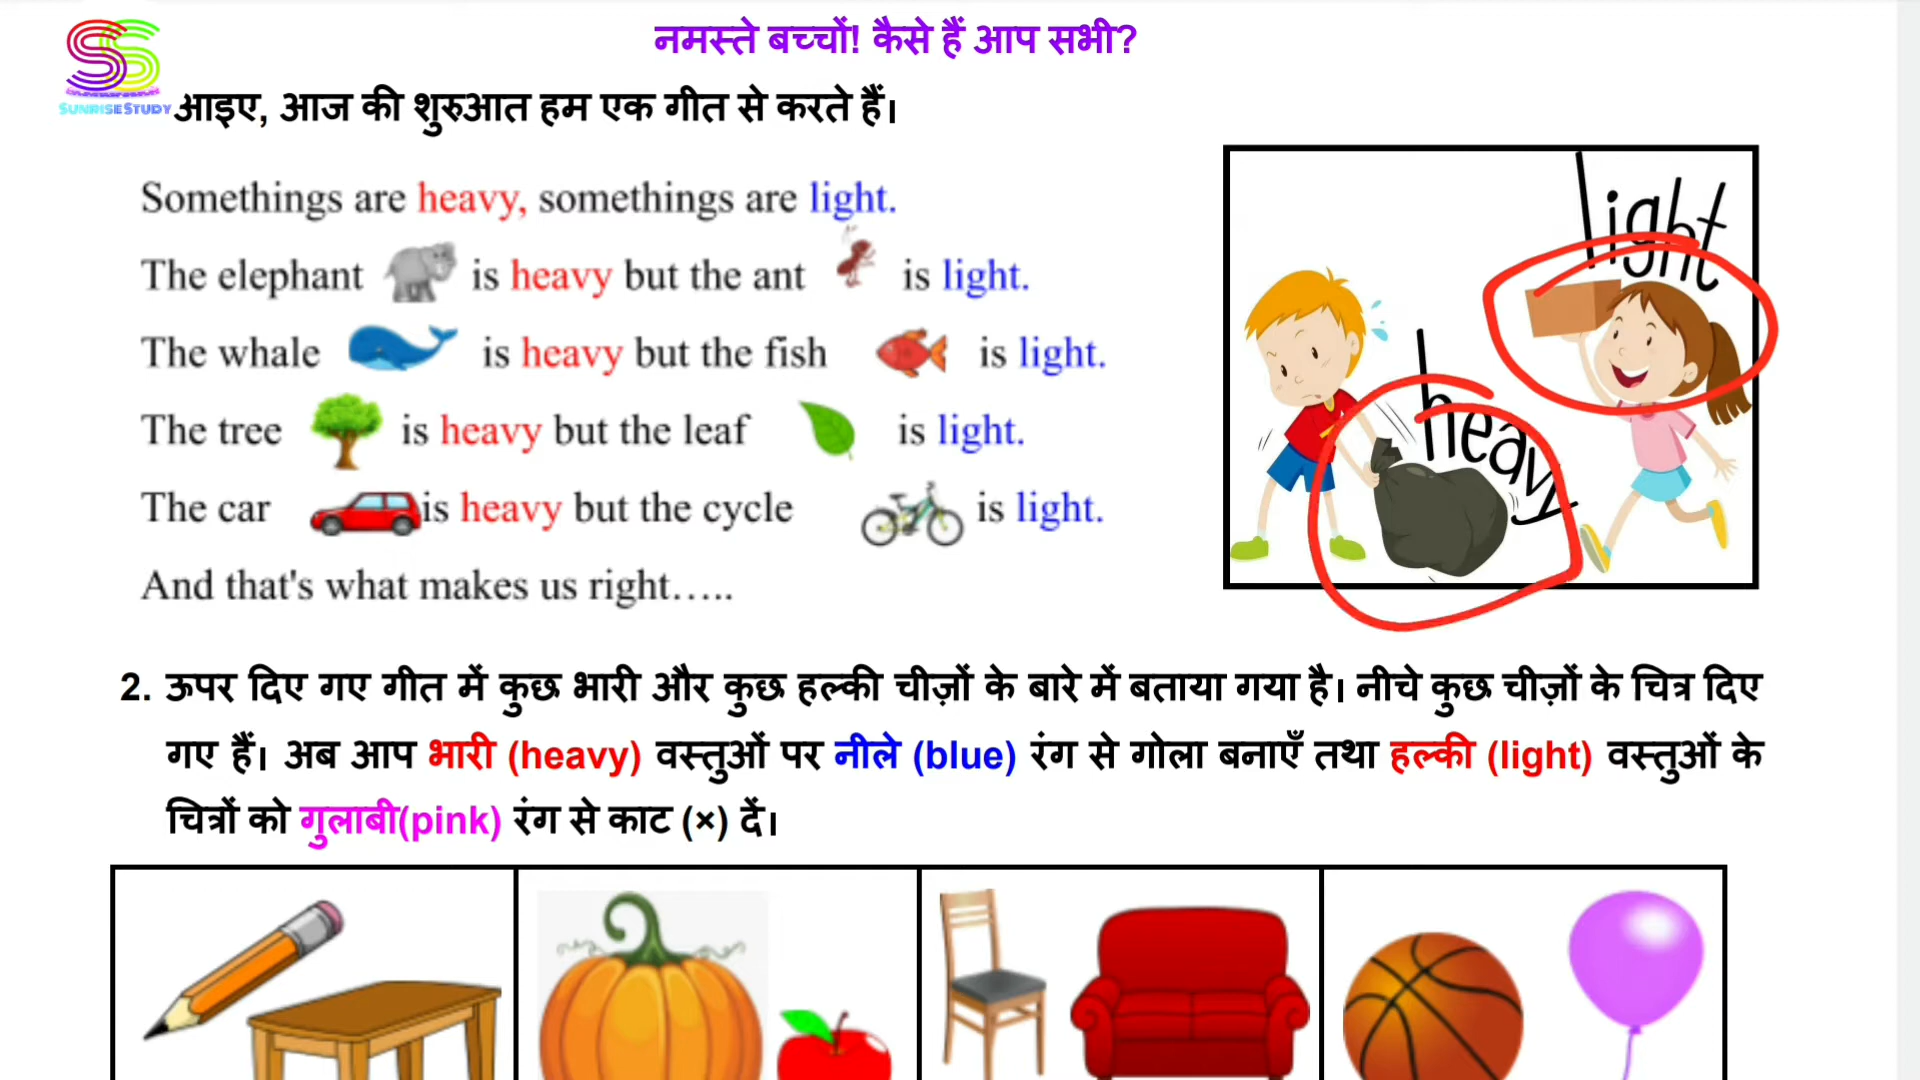 नमस्ते बच्चों! कैसे हैं आप सभी?
SUNRISESTUDY
आइए, आज की शुरुआत हम एक गीत से करते हैं।
Somethings are heavy, somethings are light.
The elephant is heavy but the ant is light.
The whale is heavy but the fish is light.
The tree is heavy but the leaf is light.
The car is heavy but the cycle is light.
And that's what makes us right.....
light
heavy
2. ऊपर दिए गए गीत में कुछ भारी और कुछ हल्की चीज़ों के बारे में बताया गया है। नीचे कुछ चीज़ों के चित्र दिए
गए हैं। अब आप भारी (heavy) वस्तुओं पर नीले (blue) रंग से गोला बनाएँ तथा हल्की (light) वस्तुओं के
चित्रों को गुलाबी(pink) रंग से काट (×) दें।